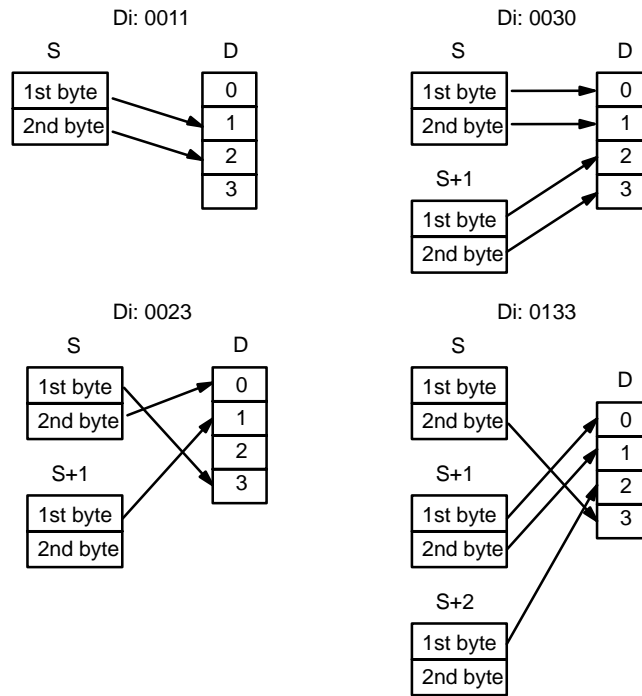 Di: 0011
S
D
1st byte
2nd byte
0
1
2
3
Di: 0030
S
D
1st byte
2nd byte
S+1
1st byte
2nd byte
0
1
2
3
Di: 0023
S
D
1st byte
2nd byte
S+1
1st byte
2nd byte
0
1
2
3
Di: 0133
S
D
1st byte
2nd byte
S+1
1st byte
2nd byte
S+2
1st byte
2nd byte
0
1
2
3